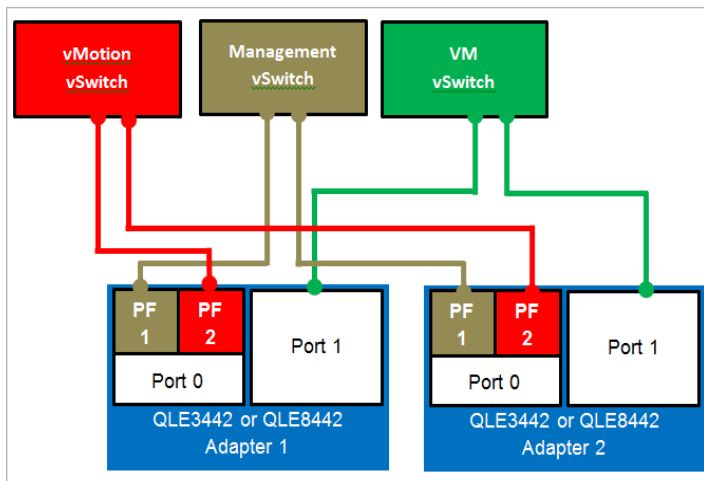 vMotion
vSwitch
Management
vSwitch
VM
vSwitch
PF
1
PF
2
Port 0
Port 1
QLE3442 or QLE8442
Adapter 1
PF
1
PF
2
Port 0
Port 1
QLE3442 or QLE8442
Adapter 2